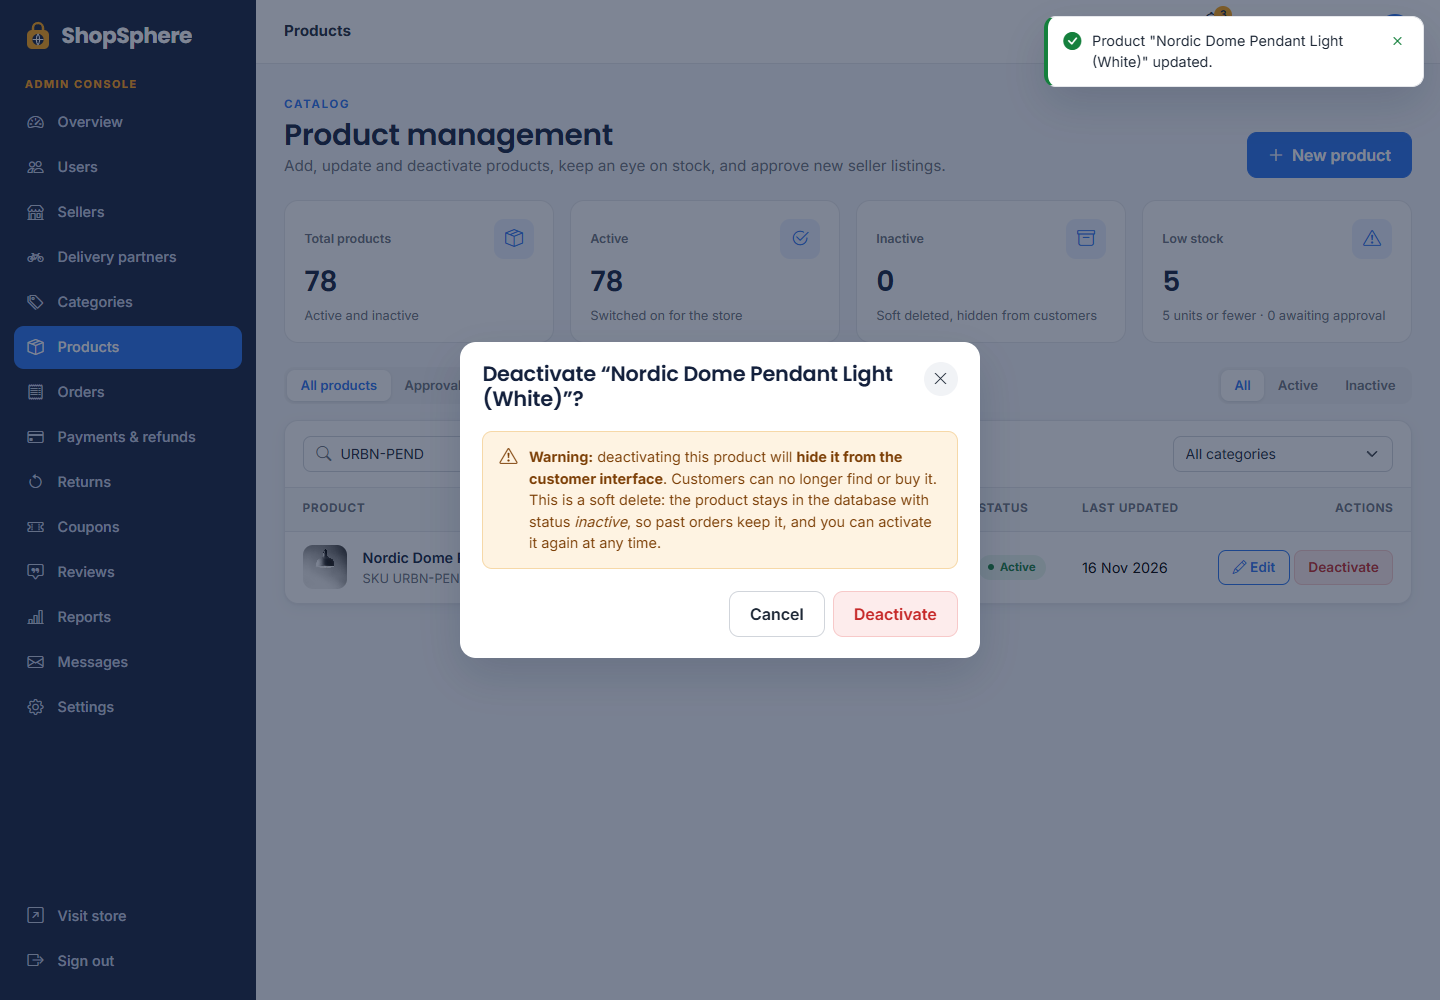 ShopSphere
ADMIN CONSOLE
Overview
Users
Sellers
Delivery partners
Categories
Products
Orders
Payments & refunds
Returns
Coupons
Reviews
Reports
Messages
Settings
Visit store
Sign out
Products
3
Product "Nordic Dome Pendant Light
(White)" updated.
CATALOG
Product management
Add, update and deactivate products, keep an eye on stock, and approve new seller listings.
New product
Total products
78
Active and inactive
Active
78
Switched on for the store
Inactive
0
Soft deleted, hidden from customers
Low stock
5
5 units or fewer · 0 awaiting approval
All products
Approval
All
Active
Inactive
URBN-PEND
All categories
PRODUCT
STATUS
LAST UPDATED
ACTIONS
Nordic Dome
SKU URBN-PEN
Active
16 Nov 2026
Edit
Deactivate
Deactivate “Nordic Dome Pendant Light
(White)”?
Warning: deactivating this product will hide it from the
customer interface. Customers can no longer find or buy it.
This is a soft delete: the product stays in the database with
status inactive, so past orders keep it, and you can activate
it again at any time.
Cancel
Deactivate